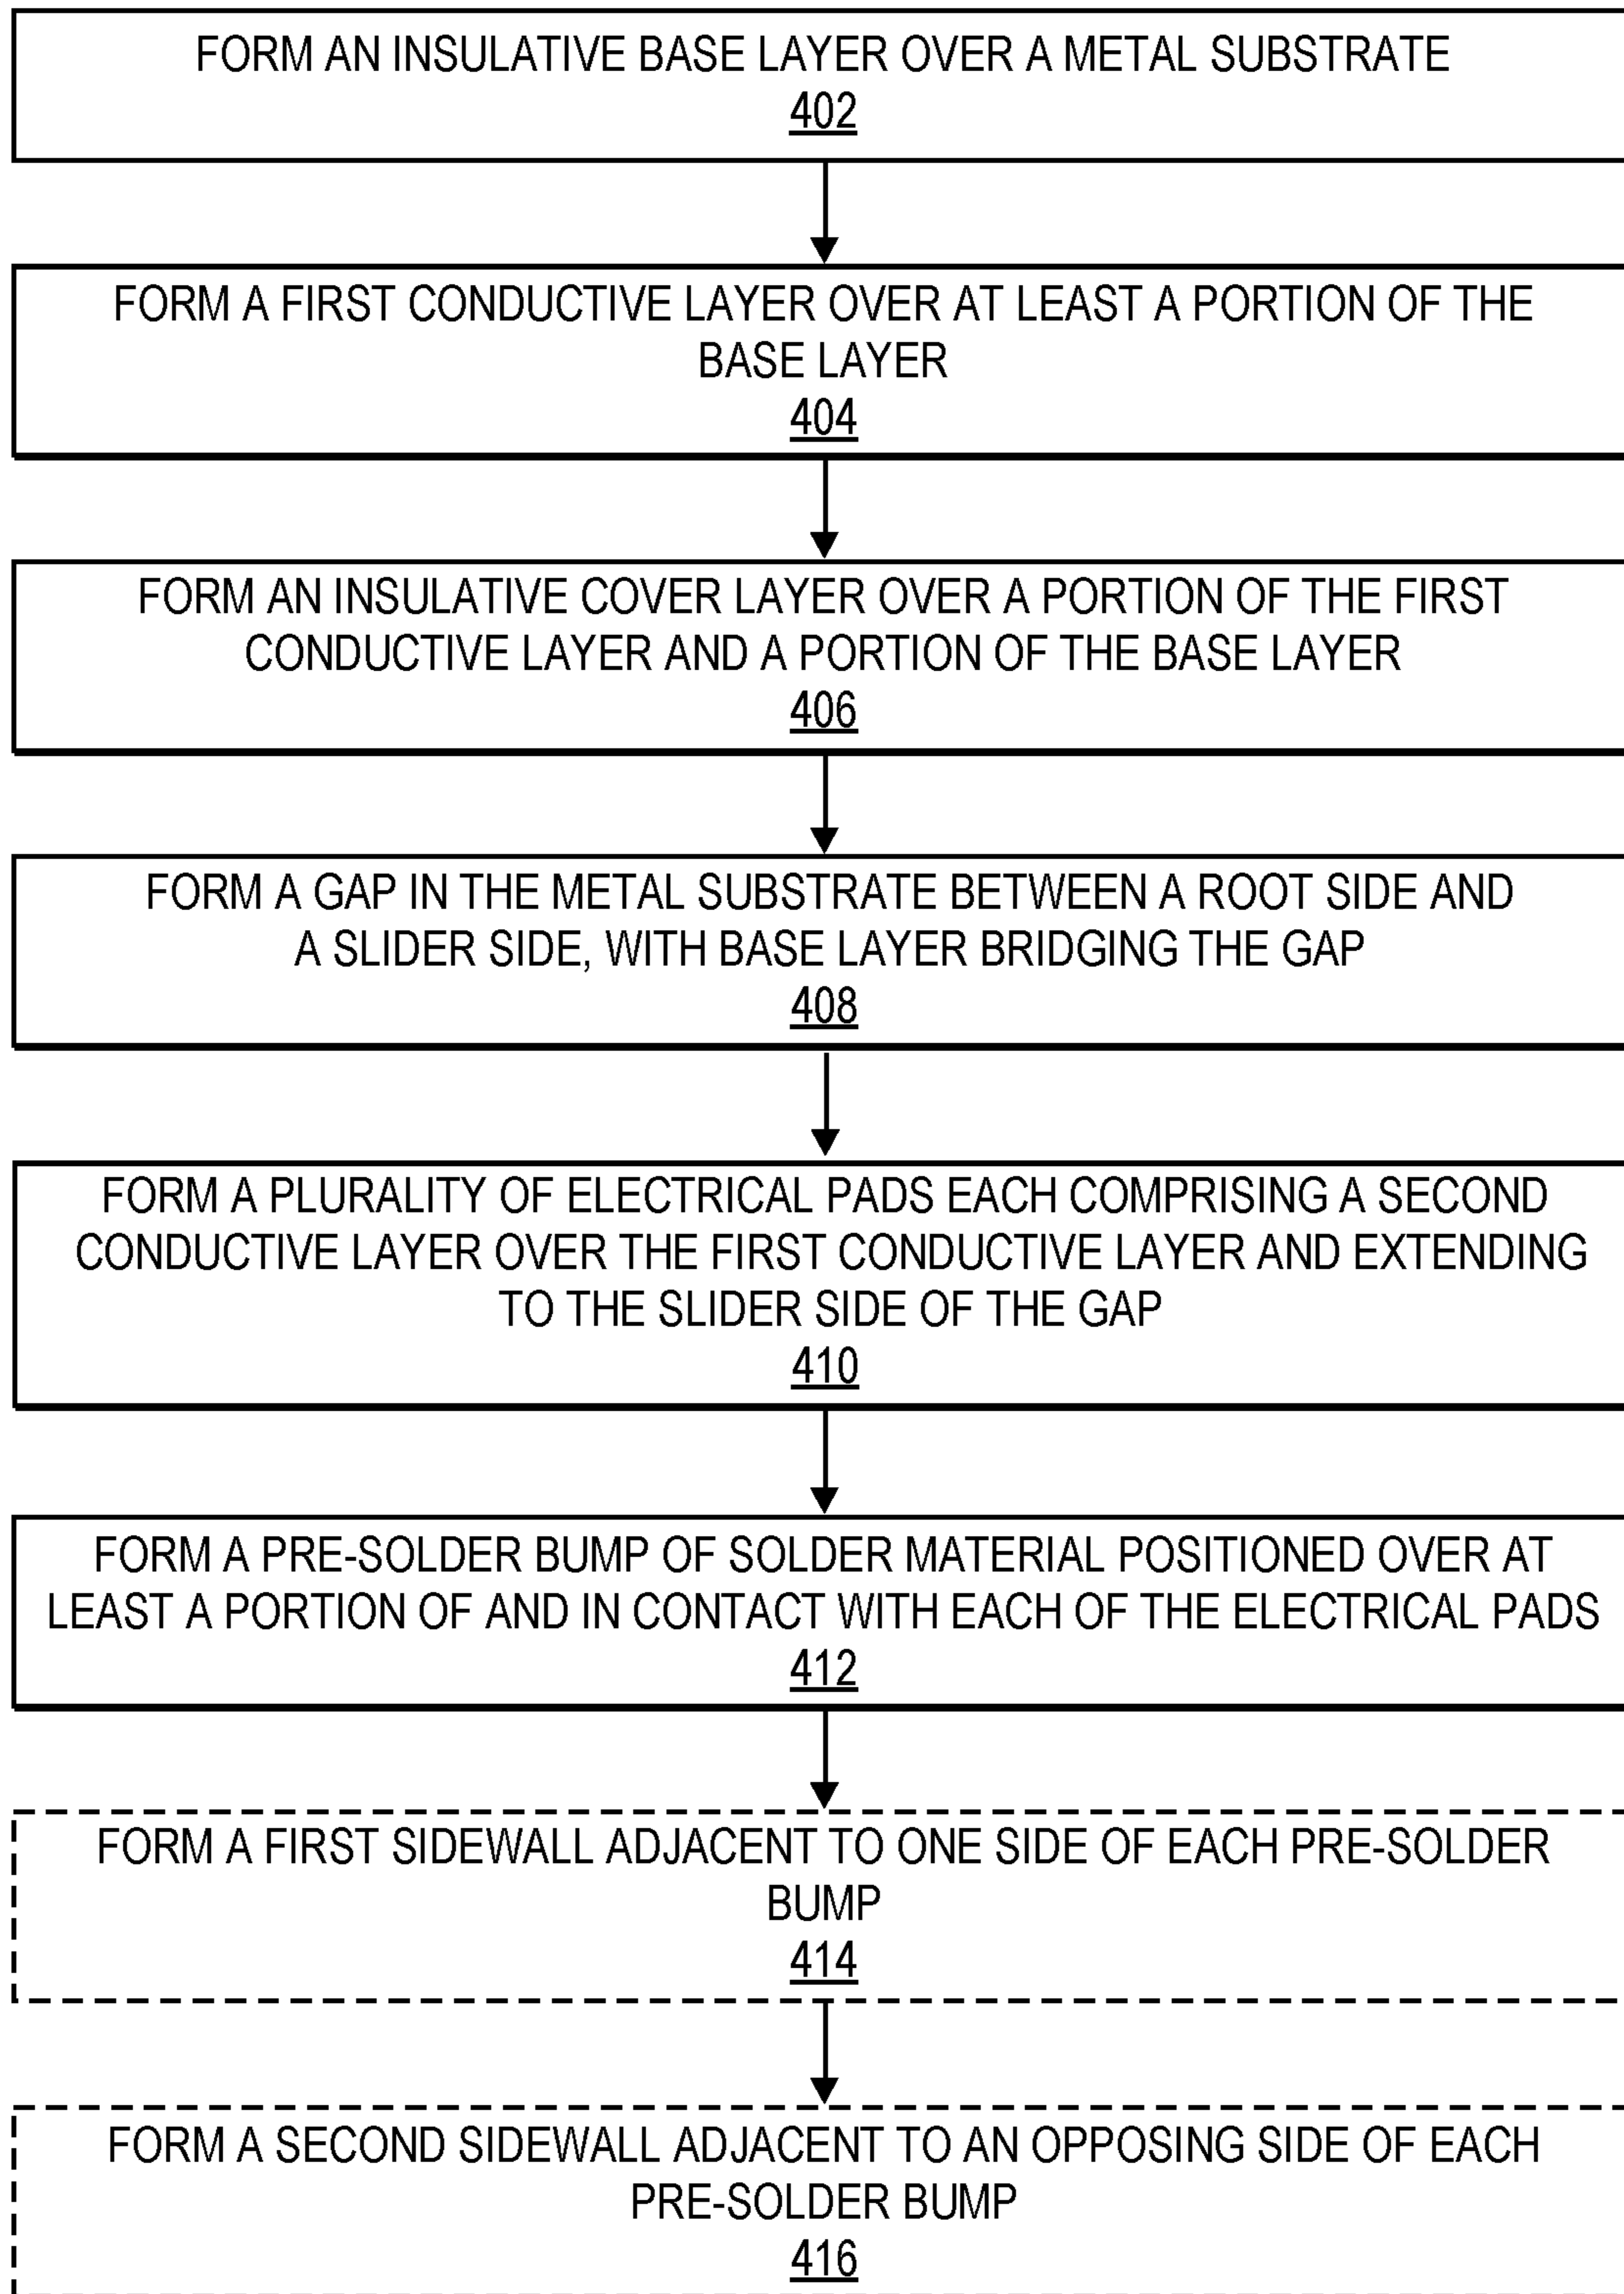 FORM AN INSULATIVE BASE LAYER OVER A METAL SUBSTRATE
402
FORM A FIRST CONDUCTIVE LAYER OVER AT LEAST A PORTION OF THE
BASE LAYER
404
FORM AN INSULATIVE COVER LAYER OVER A PORTION OF THE FIRST
CONDUCTIVE LAYER AND A PORTION OF THE BASE LAYER
406
FORM A GAP IN THE METAL SUBSTRATE BETWEEN A ROOT SIDE AND
A SLIDER SIDE, WITH BASE LAYER BRIDGING THE GAP
408
FORM A PLURALITY OF ELECTRICAL PADS EACH COMPRISING A SECOND
CONDUCTIVE LAYER OVER THE FIRST CONDUCTIVE LAYER AND EXTENDING
TO THE SLIDER SIDE OF THE GAP
410
FORM A PRE-SOLDER BUMP OF SOLDER MATERIAL POSITIONED OVER AT
LEAST A PORTION OF AND IN CONTACT WITH EACH OF THE ELECTRICAL PADS
412
FORM A FIRST SIDEWALL ADJACENT TO ONE SIDE OF EACH PRE-SOLDER
BUMP
414
FORM A SECOND SIDEWALL ADJACENT TO AN OPPOSING SIDE OF EACH
PRE-SOLDER BUMP
416